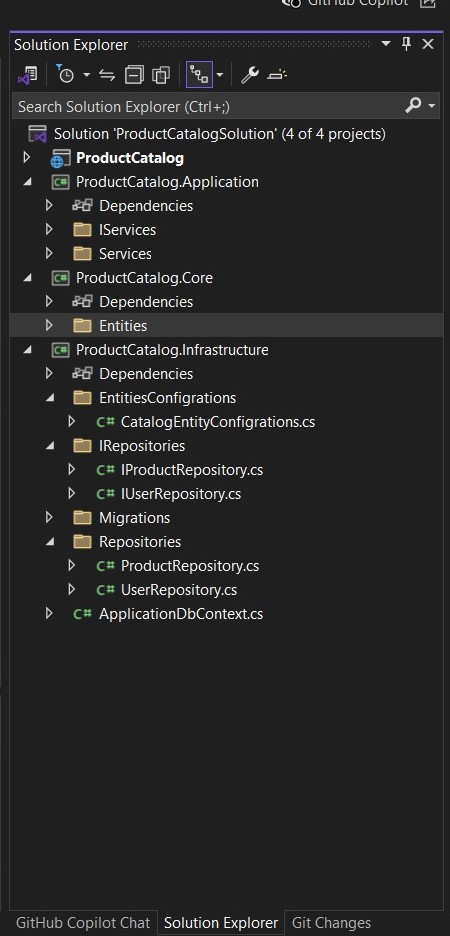 GitHub Copilot
Solution Explorer
Search Solution Explorer (Ctrl+;)
Solution 'ProductCatalogSolution' (4 of 4 projects)
ProductCatalog
C# ProductCatalog.Application
Dependencies
IServices
Services
C# ProductCatalog.Core
Dependencies
Entities
C# ProductCatalog.Infrastructure
Dependencies
EntitiesConfigrations
C# CatalogEntityConfigrations.cs
IRepositories
C# IProductRepository.cs
C# IUserRepository.cs
Migrations
Repositories
C# ProductRepository.cs
C# UserRepository.cs
C# ApplicationDbContext.cs
GitHub Copilot Chat Solution Explorer Git Changes